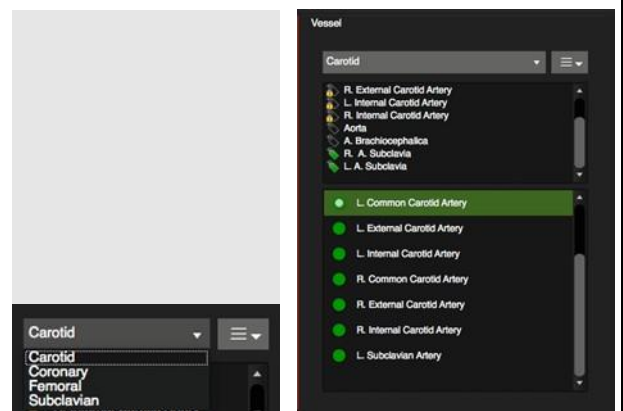 Carotid
Carotid
Coronary
Femoral
Subclavian
Vessel
Carotid
R. External Carotid Artery
L. Internal Carotid Artery
R. Internal Carotid Artery
Aorta
A. Brachiocephalica
R. A. Subclavia
L. A. Subclavia
L. Common Carotid Artery
L. External Carotid Artery
L. Internal Carotid Artery
R. Common Carotid Artery
R. External Carotid Artery
R. Internal Carotid Artery
L. Subclavian Artery